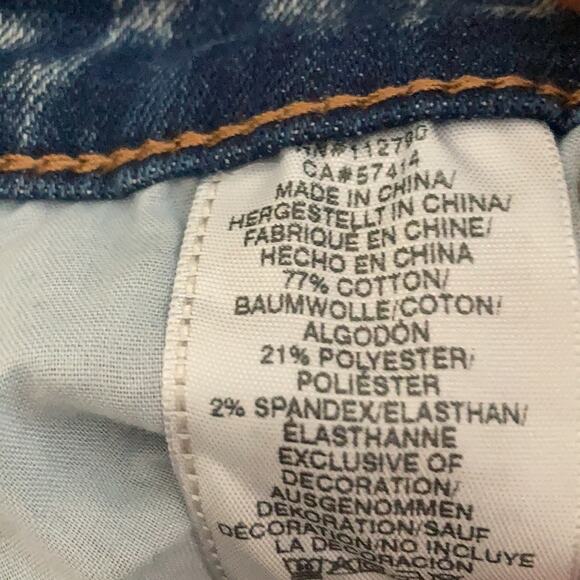 CA#57414
MADE IN CHINA/
HERGESTELLT IN CHINA/
FABRIQUÉ EN CHINE/
HECHO EN CHINA
77% COTTON/
BAUMWOLLE/COTON/
ALGODÓN
21% POLYESTER/
POLIÉSTER
2% SPANDEX/ELASTHAN/
ÉLASTHANNE
EXCLUSIVE OF
DECORATION/
AUSGENOMMEN
DEKORATION/SAUF
DÉCORATION/NO INCLUYE
LA DECORACIÓN